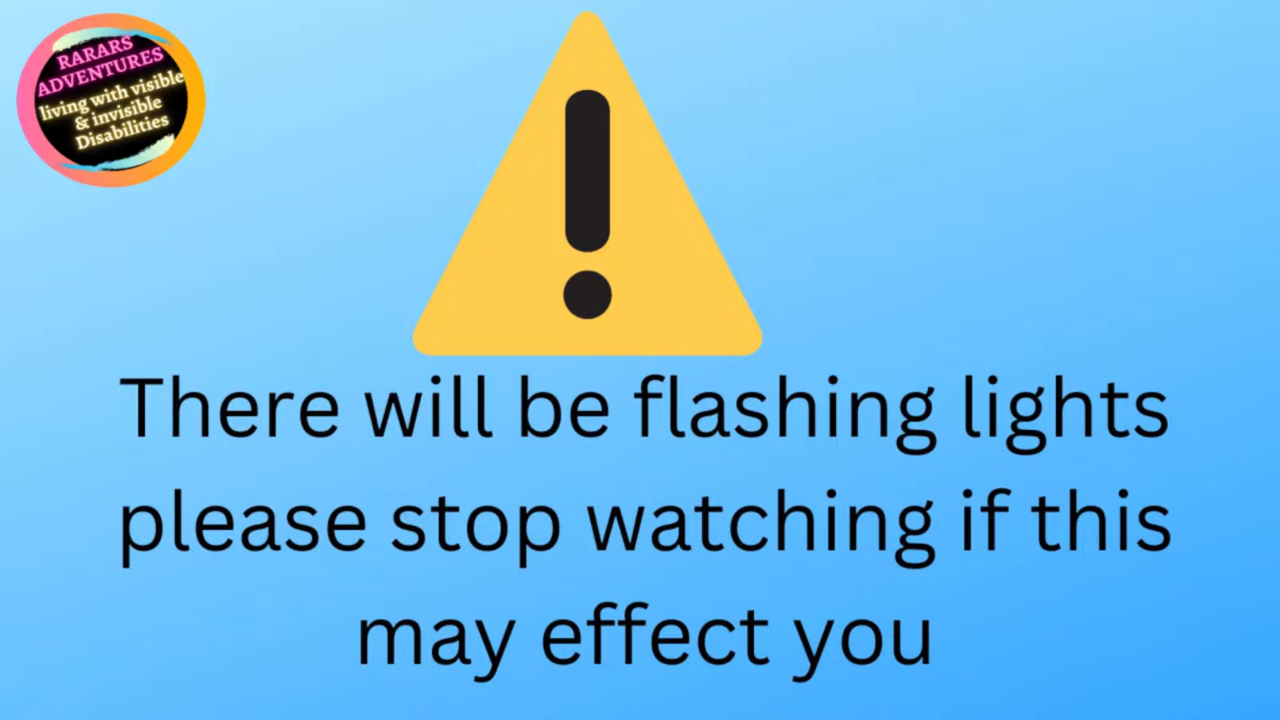 RARARS
ADVENTURES
living with visible
& invisible
Disabilities
There will be flashing lights
please stop watching if this
may effect you